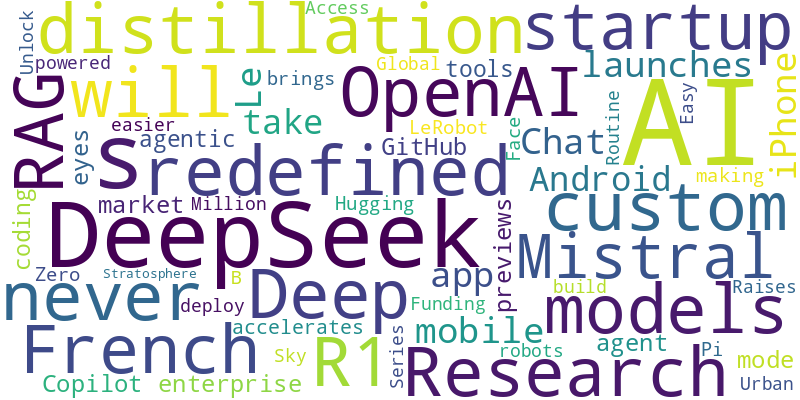 Access
distillation
startup
Unlock
powered
will
Le
brings
Global
tools
launches
RAG
OpenAI
AI
iPhone
easier
take
LeRobot
Easy
eyes
agentic
GitHub
Face
Chat
Routine
s
redefined
Android
making
coding
market
Million
Hugging
previews
custom
DeepSeek
Mistral
Zero
Stratosphere
B
Deep
app
build
Raises
never
deploy
Funding
models
French
accelerates
Series
mobile
agent
R1
Sky
robots
Pi
mode
Copilot
enterprise
Research
Urban